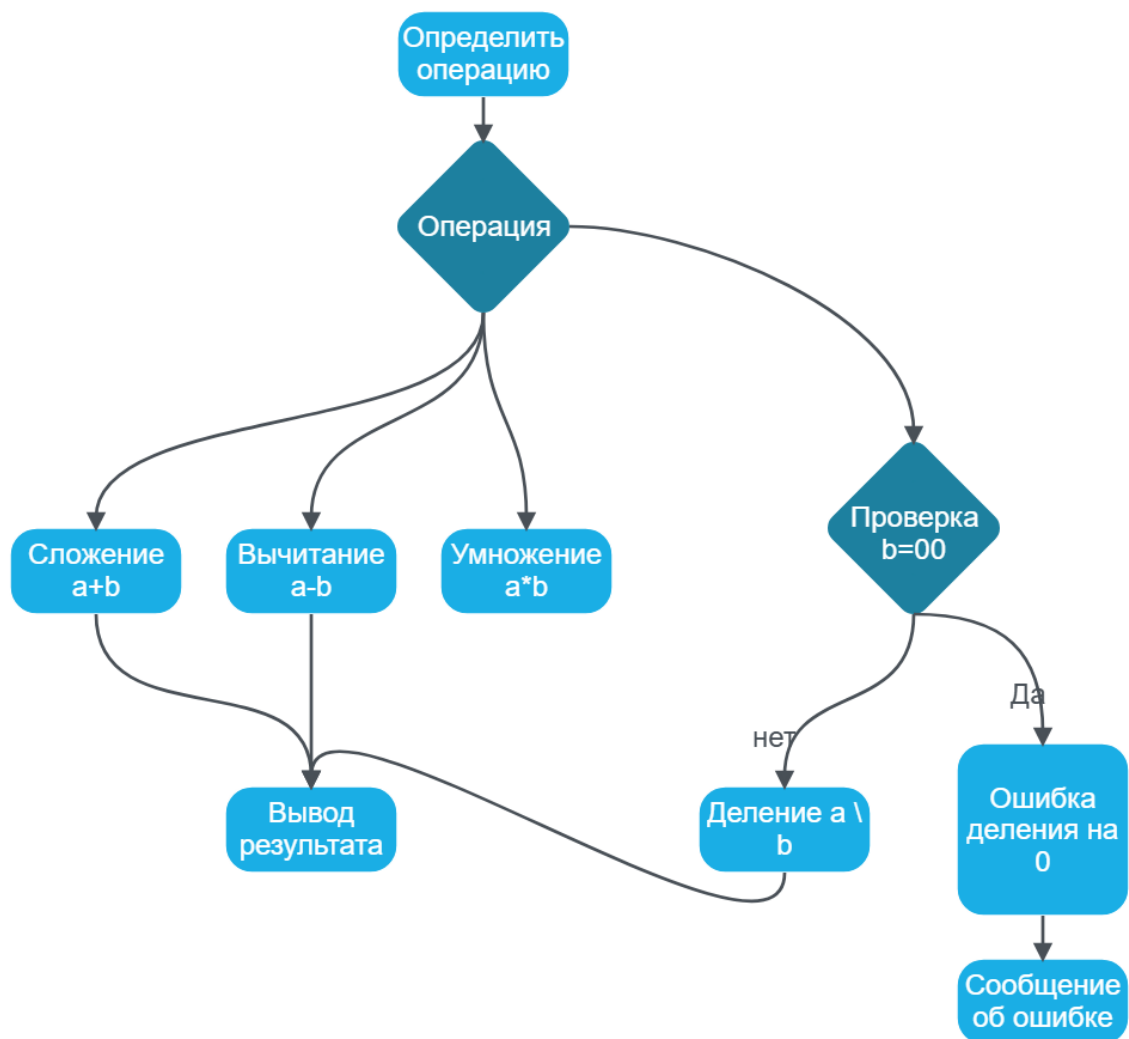 Определить
операцию
Операция
Сложение
a+b
Вычитание
a-b
Умножение
a*b
Проверка
b=00
нет
Да
Вывод
результата
Деление a \
b
Ошибка
деления на
0
Сообщение
об ошибке